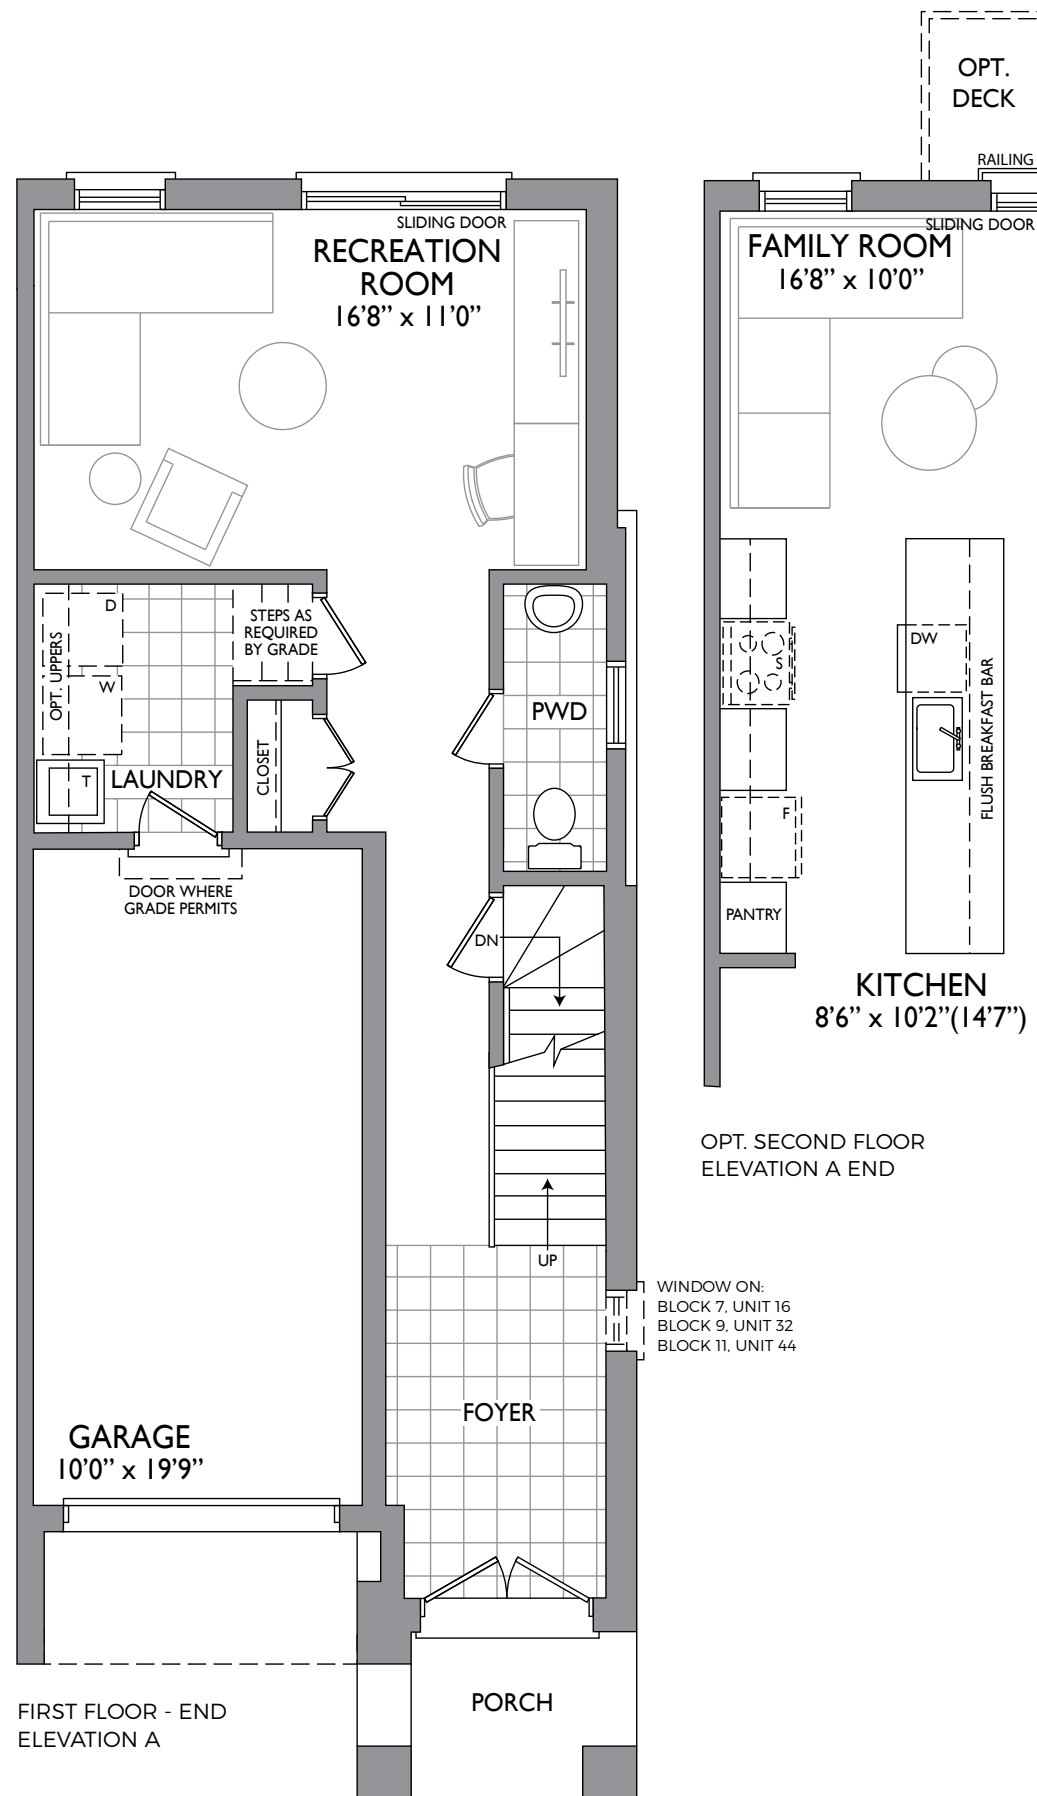 OPT.
DECK
RAILING
SLIDING DOOR
RECREATION
ROOM
16'8” x 11'0”
SLIDING DOOR
FAMILY ROOM
16'8” x 10'0”
D
OPT. UPPERS
W
T
LAUNDRY
STEPS AS
REQUIRED
BY GRADE
CLOSET
PWD
DOOR WHERE
GRADE PERMITS
DN
S
DW
FLUSH BREAKFAST BAR
F
PANTRY
KITCHEN
8'6” x 10'2”(14'7”)
OPT. SECOND FLOOR
ELEVATION A END
UP
WINDOW ON:
BLOCK 7, UNIT 16
BLOCK 9, UNIT 32
BLOCK 11, UNIT 44
FOYER
GARAGE
10'0” x 19'9”
PORCH
FIRST FLOOR - END
ELEVATION A